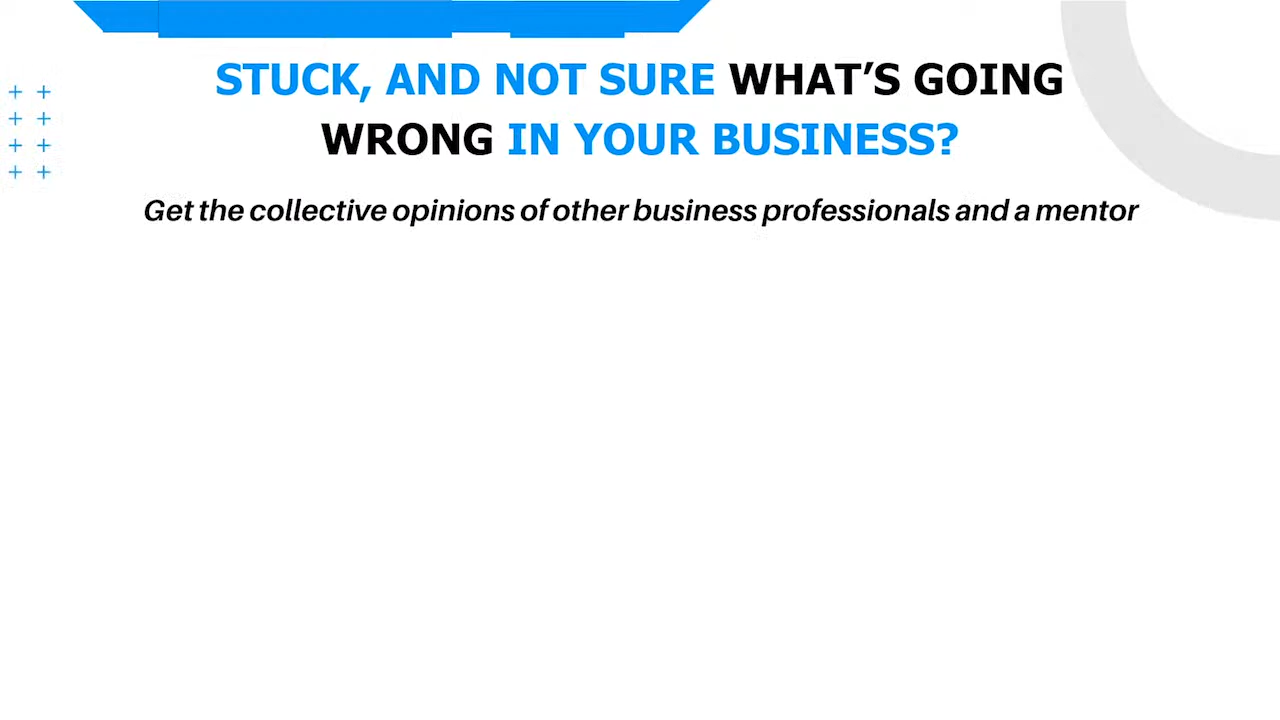 STUCK, AND NOT SURE WHAT’S GOING
WRONG IN YOUR BUSINESS?
Get the collective opinions of other business professionals and a mentor